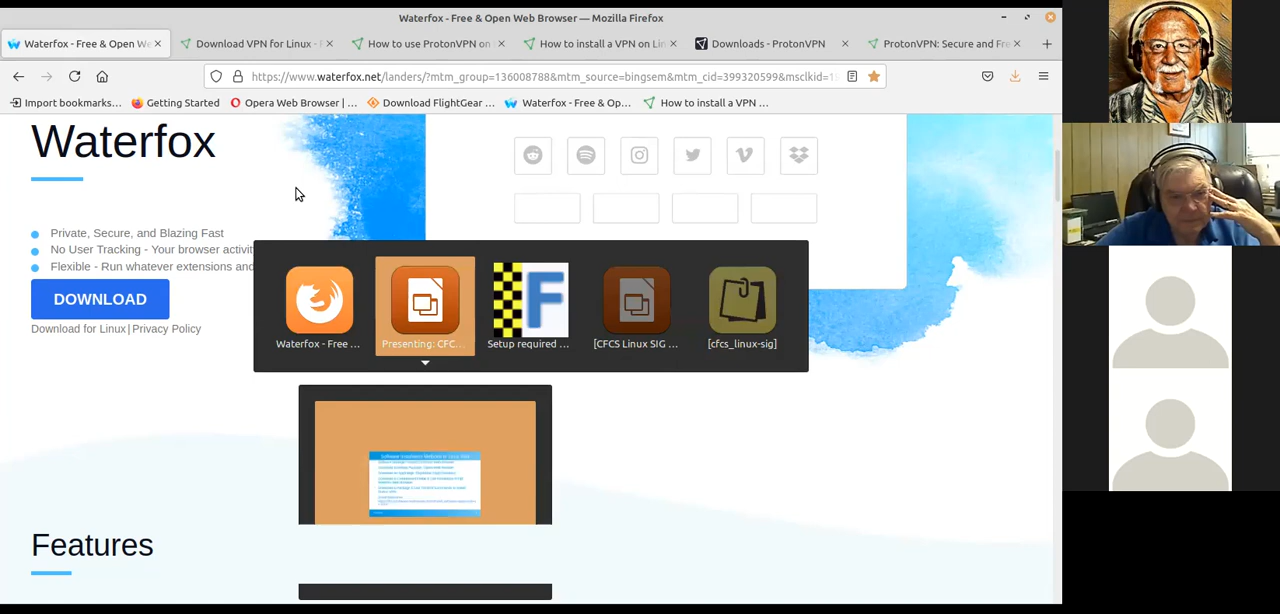 Waterfox - Free & Open Web Browser — Mozilla Firefox
Waterfox - Free & Open We
Download VPN for Linux -
How to use ProtonVPN on
How to install a VPN on Lin
Downloads - ProtonVPN
ProtonVPN: Secure and Fre
https://www.waterfox.net/landers/?mtm_group=136008788&mtm_source=bingsem&mtm_cid=399320599&msclkid=1
Import bookmarks...
Getting Started
Opera Web Browser | ...
Download FlightGear ...
Waterfox - Free & Op...
How to install a VPN ...
Waterfox
Private, Secure, and Blazing Fast
No User Tracking - Your browser activit
Flexible - Run whatever extensions and
DOWNLOAD
Download for Linux | Privacy Policy
F
Waterfox - Free ...
Presenting: CFC...
Setup required ...
[CFCS Linux SIG ...
[cfcs_linux-sig]
Features